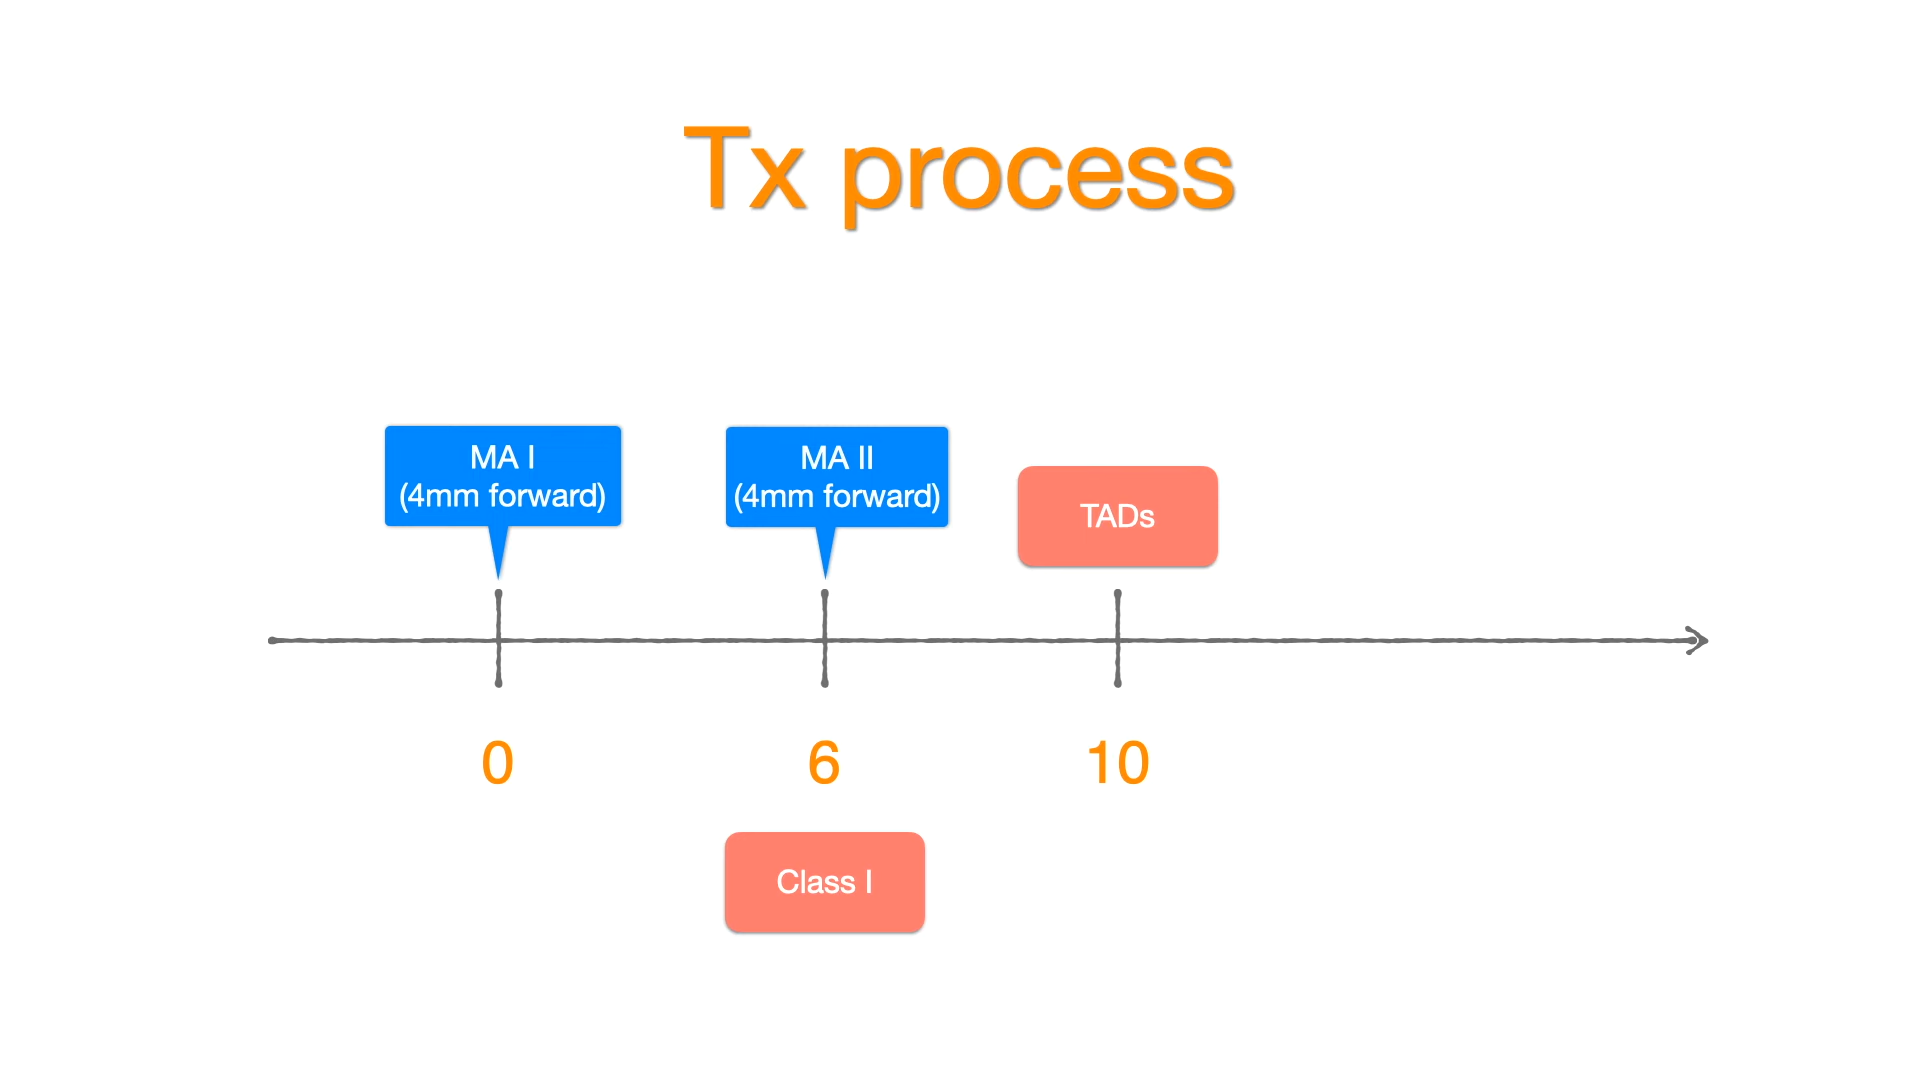 Tx process
MA I
(4mm forward)
MA II
(4mm forward)
TADs
0
6
10
Class I